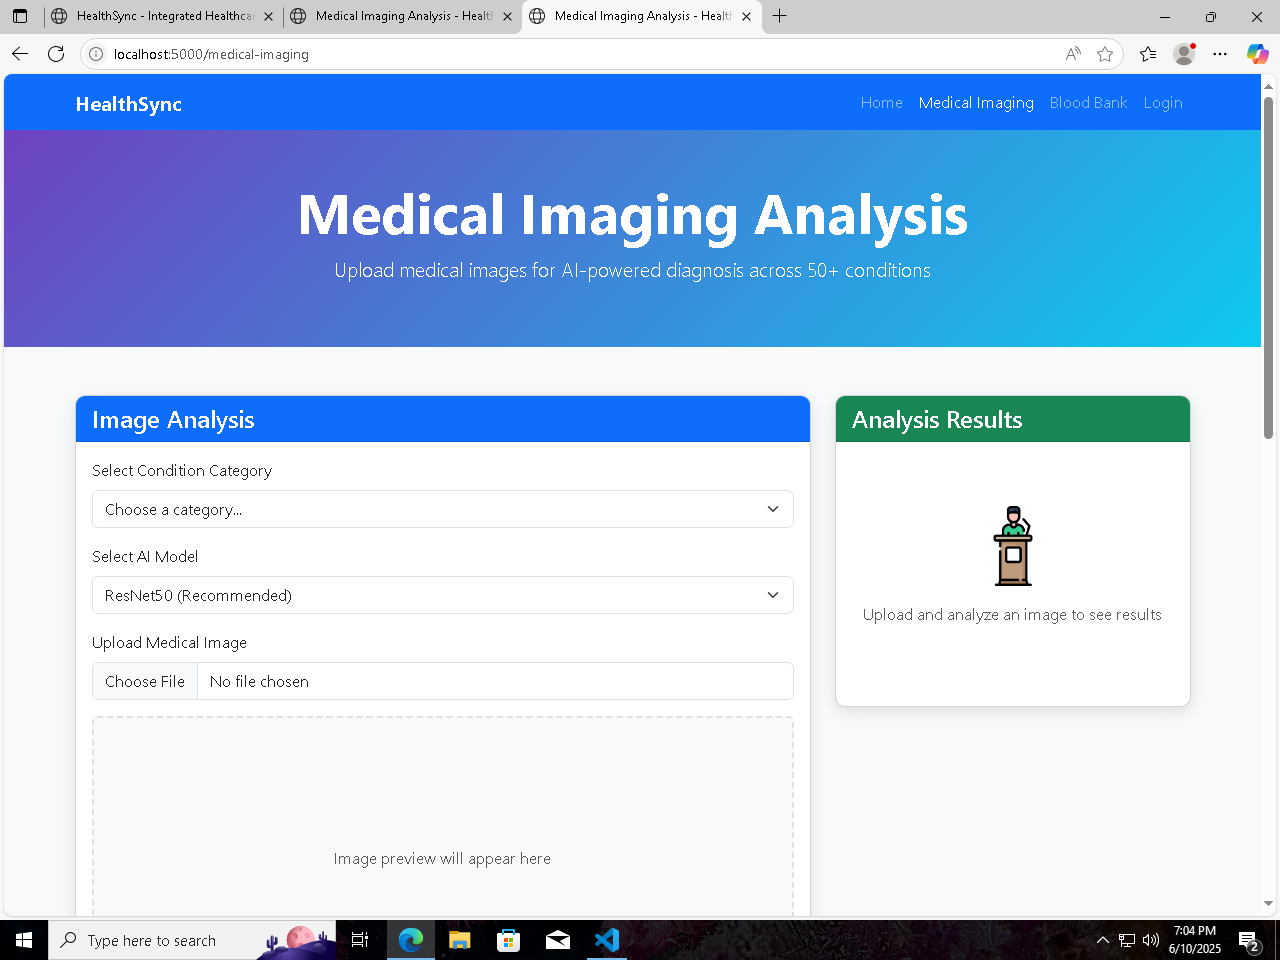 HealthSync - Integrated Healthcar
Medical Imaging Analysis - Healt
Medical Imaging Analysis - Healt
localhost:5000/medical-imaging
HealthSync
Home
Medical Imaging
Blood Bank
Login
Medical Imaging Analysis
Upload medical images for AI-powered diagnosis across 50+ conditions
Image Analysis
Select Condition Category
Choose a category...
Select AI Model
ResNet50 (Recommended)
Upload Medical Image
Choose File
No file chosen
Image preview will appear here
Analysis Results
Upload and analyze an image to see results
Type here to search
7:04 PM
6/10/2025
2